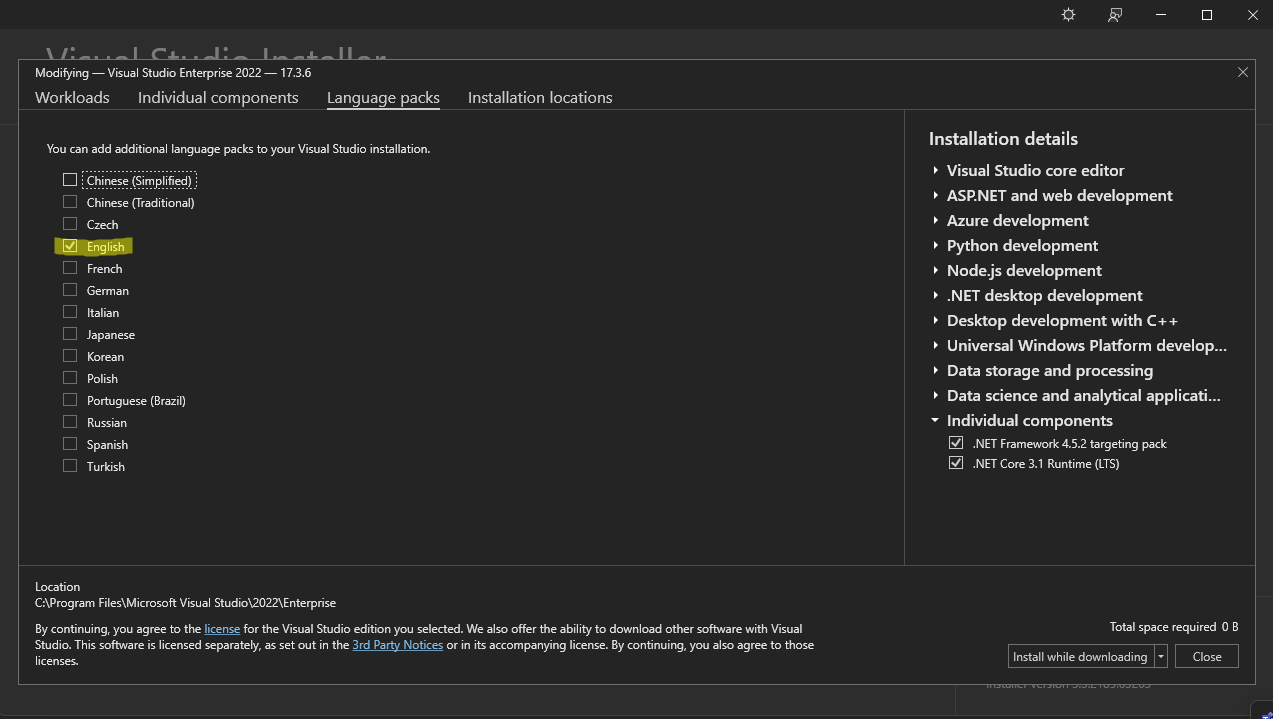 Visual Studio Installer
Modifying — Visual Studio Enterprise 2022 — 17.3.6
Workloads Individual components Language packs Installation locations
You can add additional language packs to your Visual Studio installation.
Chinese (Simplified)
Chinese (Traditional)
Czech
English
French
German
Italian
Japanese
Korean
Polish
Portuguese (Brazil)
Russian
Spanish
Turkish
Installation details
Visual Studio core editor
ASP.NET and web development
Azure development
Python development
Node.js development
.NET desktop development
Desktop development with C++
Universal Windows Platform develop...
Data storage and processing
Data science and analytical applicati...
Individual components
.NET Framework 4.5.2 targeting pack
.NET Core 3.1 Runtime (LTS)
Location
C:\Program Files\Microsoft Visual Studio\2022\Enterprise
By continuing, you agree to the license for the Visual Studio edition you selected. We also offer the ability to download other software with Visual
Studio. This software is licensed separately, as set out in the 3rd Party Notices or in its accompanying license. By continuing, you also agree to those
licenses.
Total space required 0 B
Install while downloading
Close
Installer version